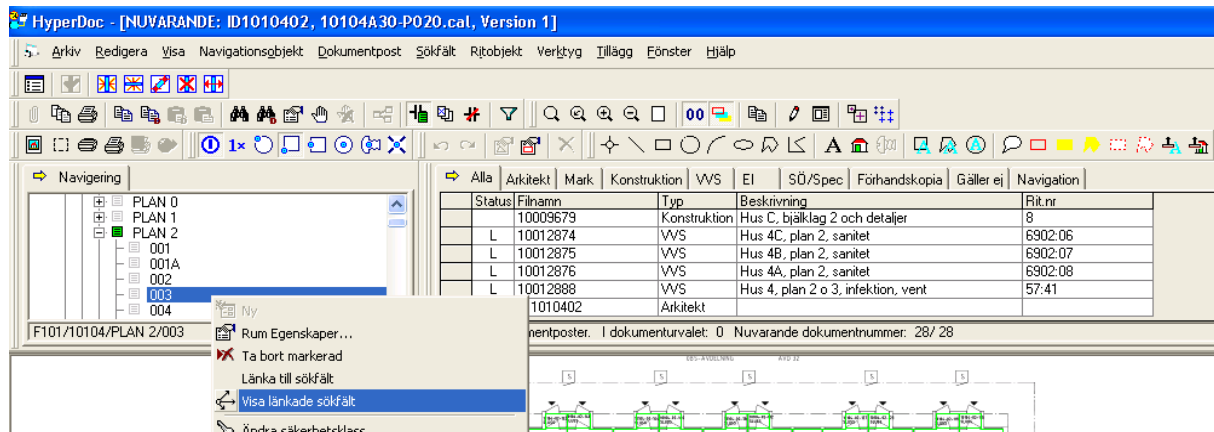 HyperDoc - [NUVARANDE: ID1010402, 10104A30-P020.cal, Version 1]
Arkiv Redigera Visa Navigationsobjekt Dokumentpost Sökfält Ritobjekt Verktyg Tillägg Fönster Hjälp
00
1x A A
Navigering
PLAN 0
PLAN 1
PLAN 2
001
001A
002
003
004
F101/10104/PLAN 2/003
Alla Arkitekt Mark Konstruktion VVS El SÖ/Spec Förhandskopia Gäller ej Navigation
Status Filnamn Typ Beskrivning Rit.nr
10009679 Konstruktion Hus C, bjälklag 2 och detaljer 8
L 10012874 VVS Hus 4C, plan 2, sanitet 6902:06
L 10012875 VVS Hus 4B, plan 2, sanitet 6902:07
L 10012876 VVS Hus 4A, plan 2, sanitet 6902:08
L 10012888 VVS Hus 4, plan 2 o 3, infektion, vent 57:41
1010402 Arkitekt
mentposter. I dokumenturvalet: 0 Nuvarande dokumentnummer: 28/ 28
Ny
Rum Egenskaper...
Ta bort markerad
Länka till sökfält
Visa länkade sökfält
Ändra säkerhetsklass
AVD 32
S S S S S S